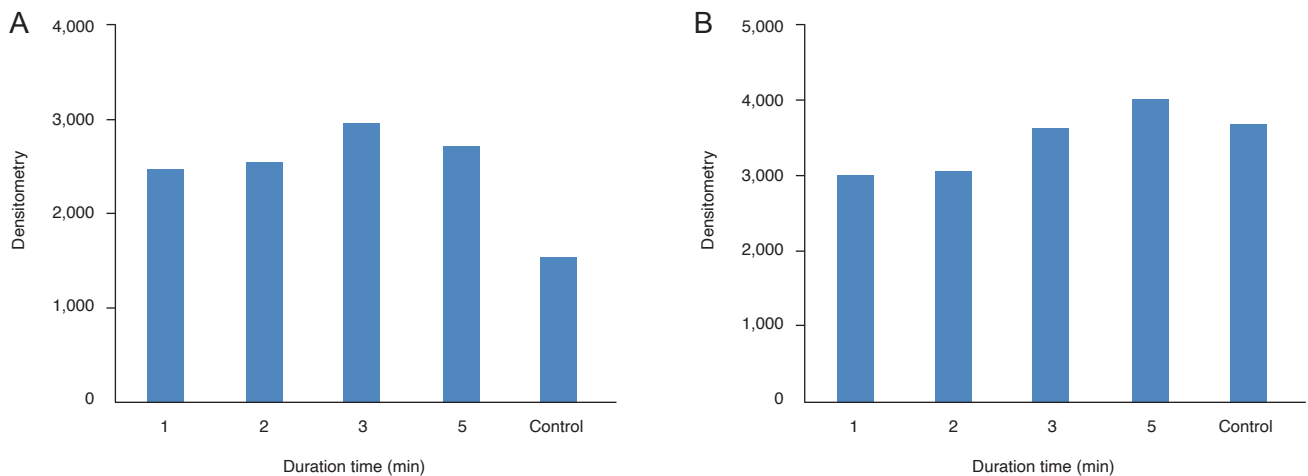 A
4,000
3,000
2,000
1,000
0
Densitometry
1 2 3 5 Control
Duration time (min)
B
5,000
4,000
3,000
2,000
1,000
0
Densitometry
1 2 3 5 Control
Duration time (min)